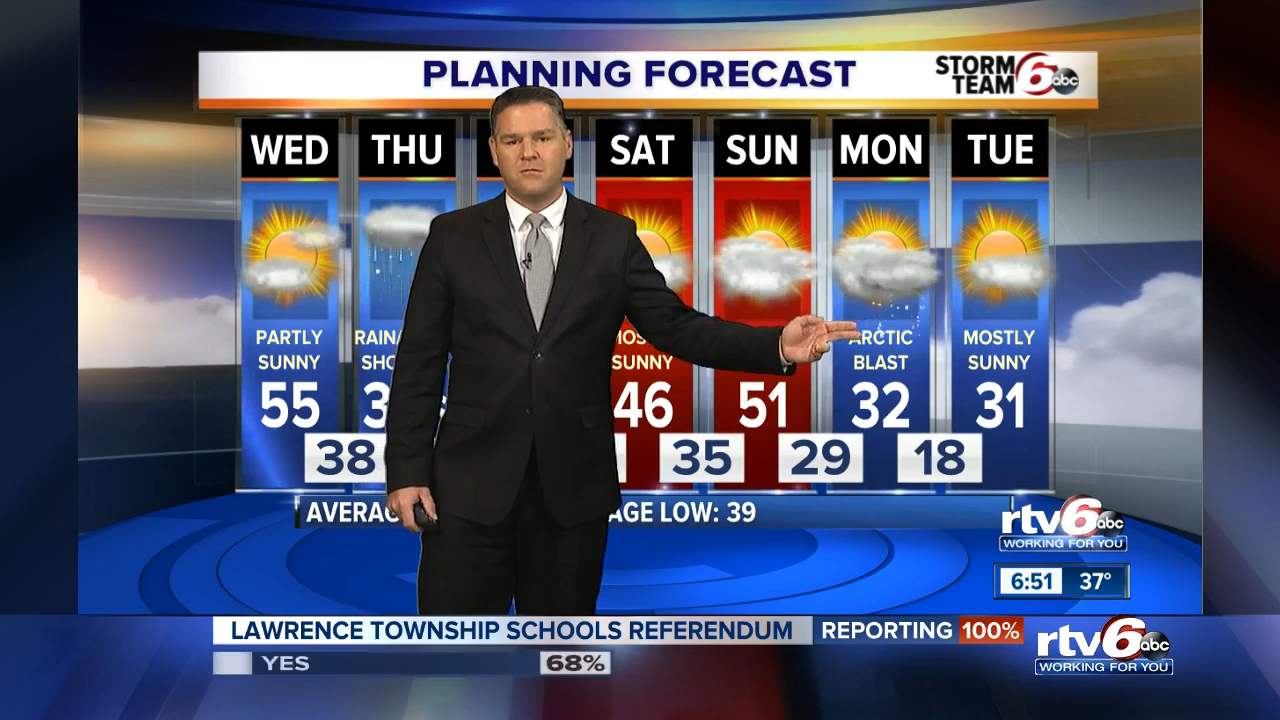 PLANNING FORECAST
STORM TEAM 6 abc
WED THU SAT SUN MON TUE
PARTLY SUNNY
SUNNY
ARCTIC BLAST
MOSTLY SUNNY
55 46 51 32 31
38 35 29 18
LOW: 39
rtv6 abc
WORKING FOR YOU
6:51 37°
LAWRENCE TOWNSHIP SCHOOLS REFERENDUM REPORTING 100%
YES 68%
rtv6 abc
WORKING FOR YOU